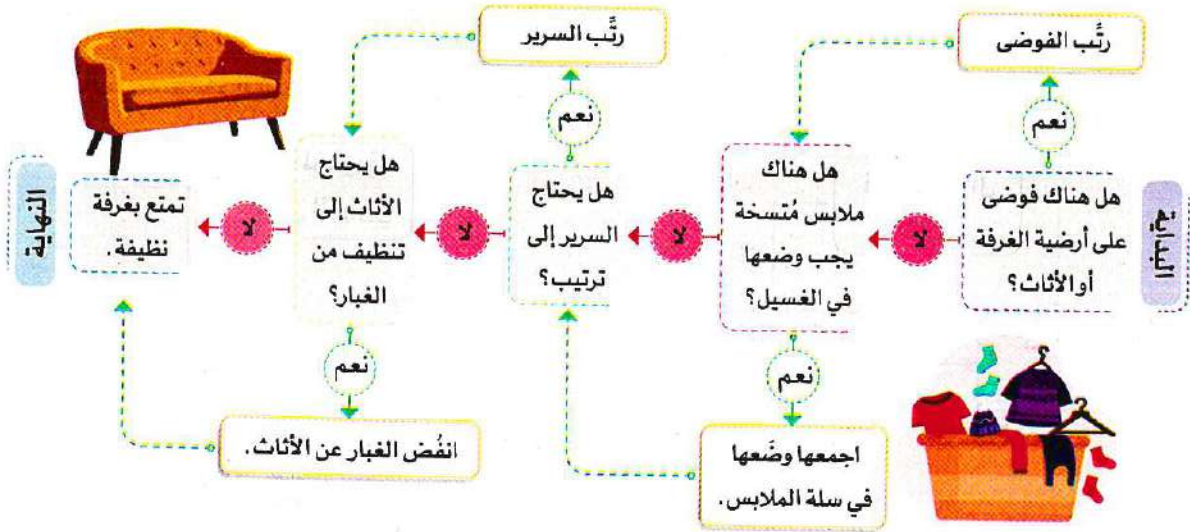 البداية
هل هناك فوضى
على أرضية الغرفة
أو الأثاث؟
نعم
رتَّب الفوضى
لا
هل هناك
ملابس مُتسخة
يجب وضعها
في الغسيل؟
نعم
اجمعها وضَعها
في سلة الملابس.
لا
هل يحتاج
السرير إلى
ترتيب؟
نعم
رتَّب السرير
لا
هل يحتاج
الأثاث إلى
تنظيف من
الغبار؟
نعم
انفُض الغبار عن الأثاث.
لا
تمتع بغرفة
نظيفة.
النهاية